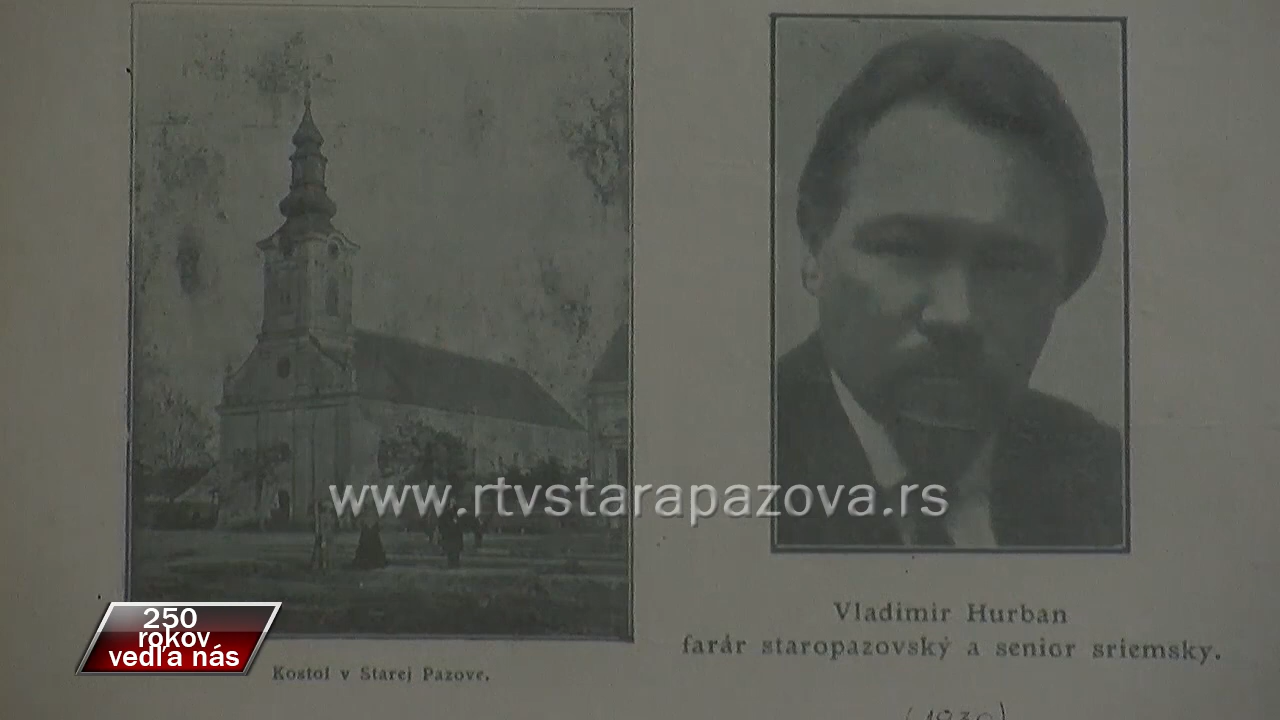 www.rtvstarapazova.rs
Vladimir Hurban
farár staropazovský a senior sriemsky.
Kostol v Starej Pazove.
250
rokov
vedľa nás